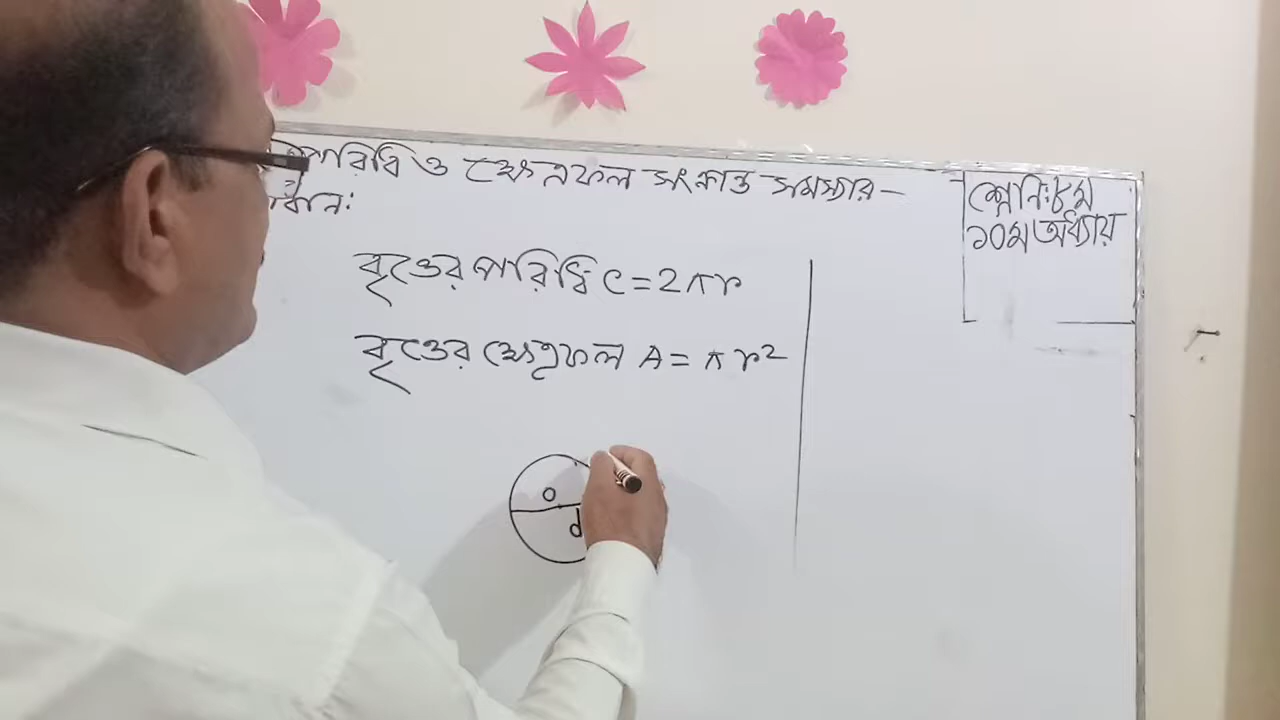 পরিধি ও ক্ষেত্রফল সংক্রান্ত সমস্যার-
ধান:
শ্রেনি:৮ম
১০ম অধ্যায়
বৃত্তের পরিধি c=2πr
বৃত্তের ক্ষেত্রফল A= πr²
o
d